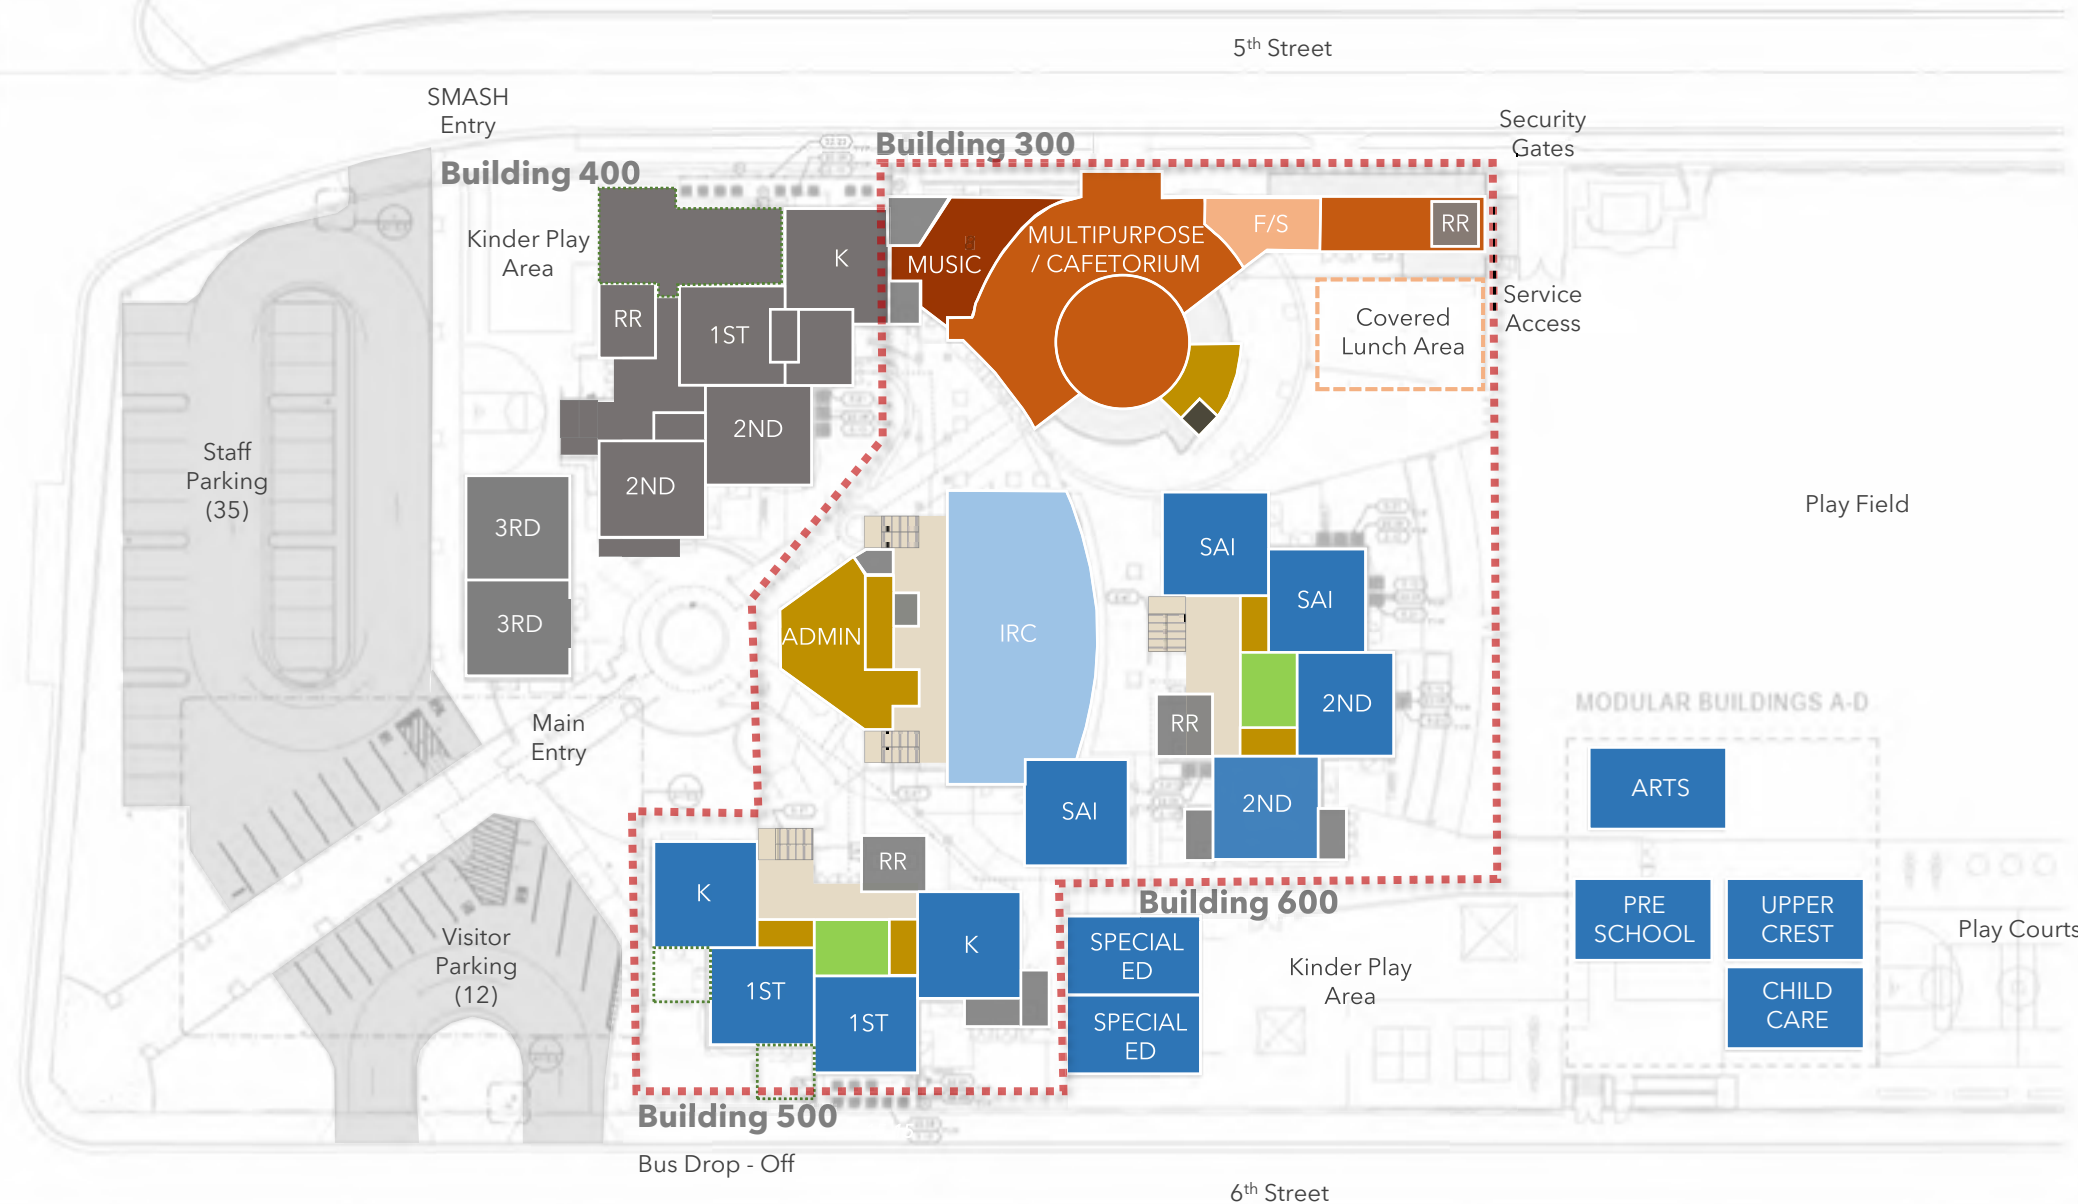 5th Street
SMASH
Entry
Security
Gates
Building 300
Building 400
Kinder Play
Area
K
MUSIC
MULTIPURPOSE
/ CAFETORIUM
F/S
RR
RR
1ST
Covered
Lunch Area
Service
Access
2ND
2ND
Staff
Parking
(35)
3RD
3RD
Play Field
SAI
SAI
ADMIN
IRC
2ND
RR
MODULAR BUILDINGS A-D
Main
Entry
ARTS
2ND
SAI
RR
K
Building 600
PRE
SCHOOL
UPPER
CREST
Play Courts
Visitor
Parking
(12)
K
SPECIAL
ED
Kinder Play
Area
1ST
1ST
SPECIAL
ED
CHILD
CARE
Building 500
Bus Drop - Off
6th Street